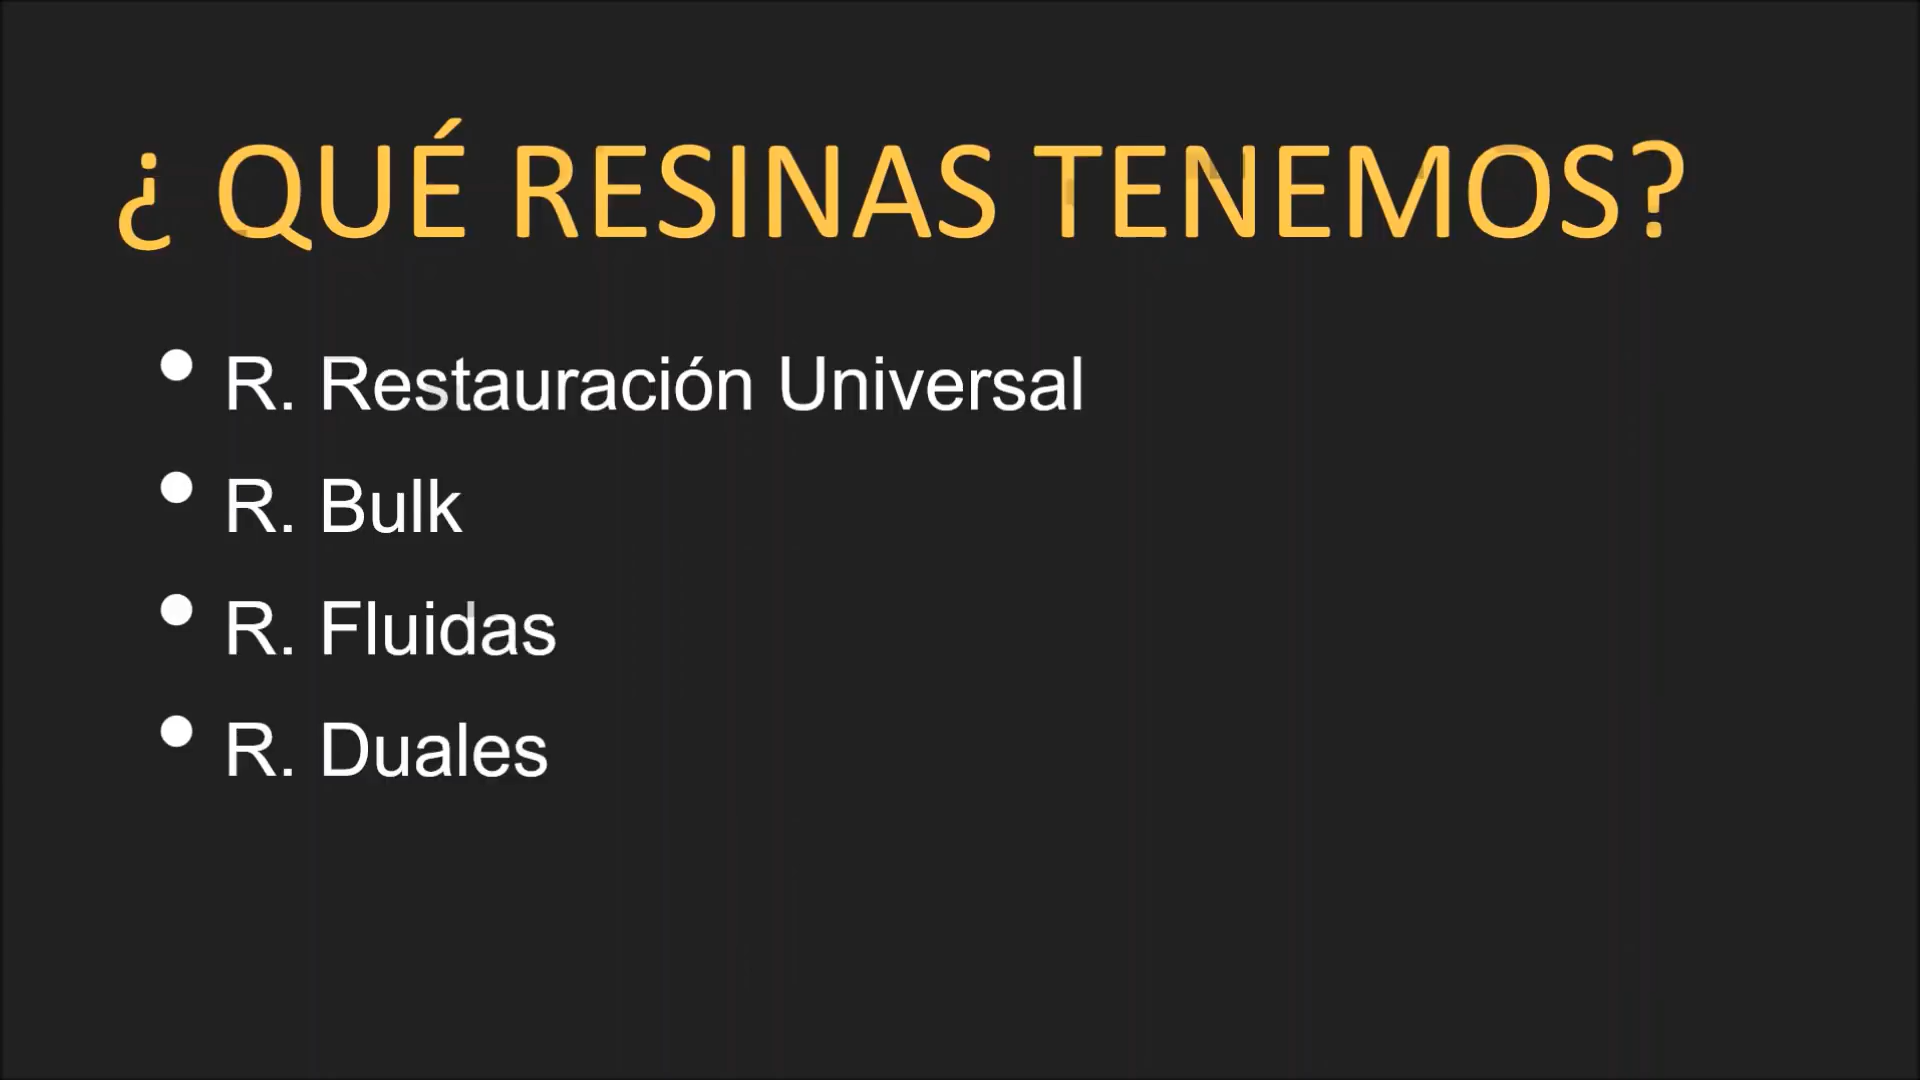 ¿ QUÉ RESINAS TENEMOS?
• R. Restauración Universal
• R. Bulk
• R. Fluidas
• R. Duales